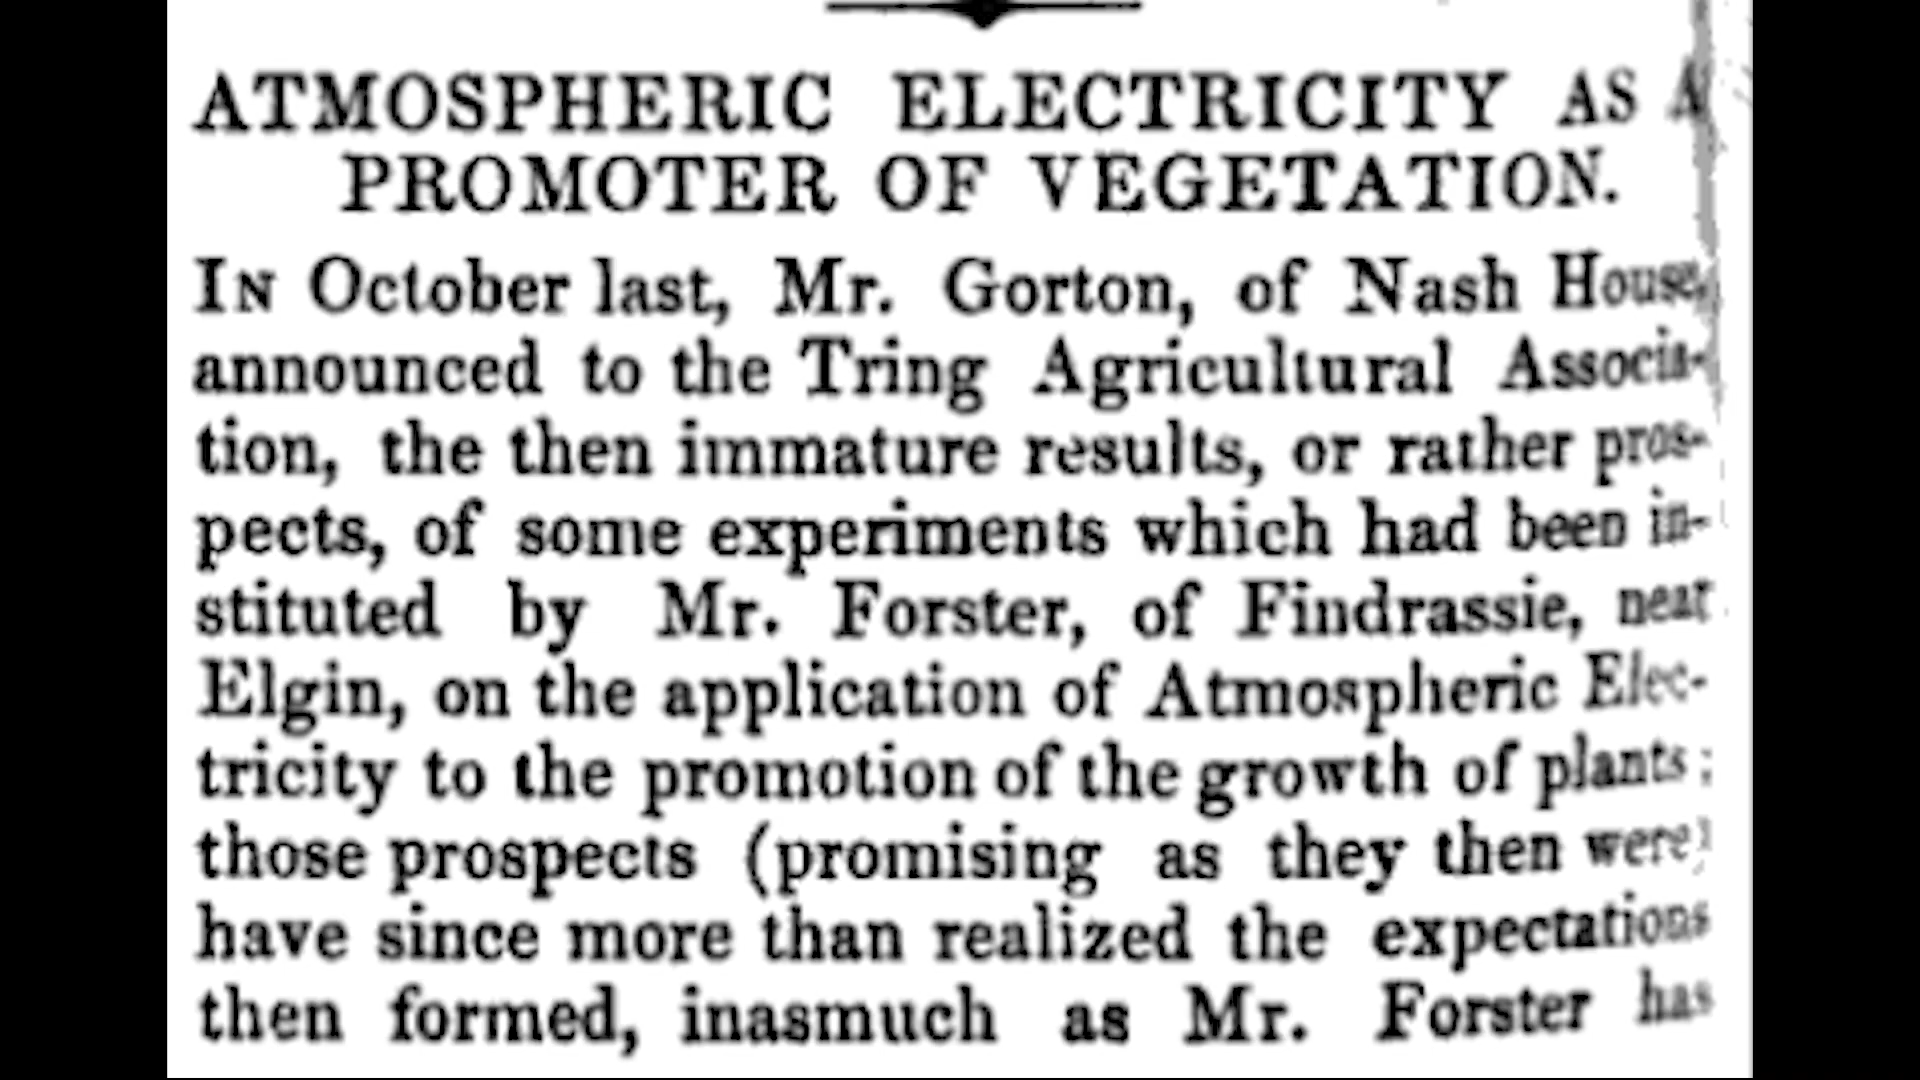 ATMOSPHERIC ELECTRICITY AS A
PROMOTER OF VEGETATION.
IN October last, Mr. Gorton, of Nash House,
announced to the Tring Agricultural Associa-
tion, the then immature results, or rather pros-
pects, of some experiments which had been in-
stituted by Mr. Forster, of Findrassie, near
Elgin, on the application of Atmospheric Elec-
tricity to the promotion of the growth of plants;
those prospects (promising as they then were)
have since more than realized the expectations
then formed, inasmuch as Mr. Forster has